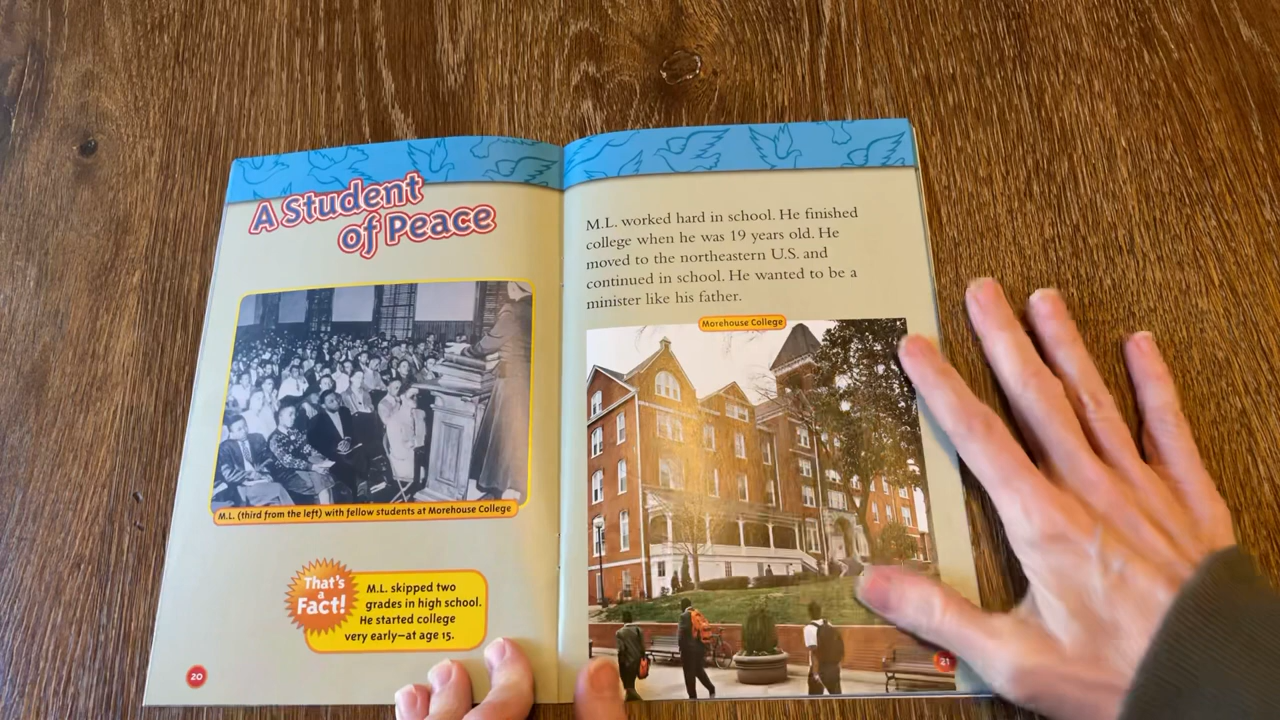 A Student
of Peace
M.L. (third from the left) with fellow students at Morehouse College
That's
a
Fact!
M.L. skipped two
grades in high school.
He started college
very early—at age 15.
20
M.L. worked hard in school. He finished
college when he was 19 years old. He
moved to the northeastern U.S. and
continued in school. He wanted to be a
minister like his father.
Morehouse College
21